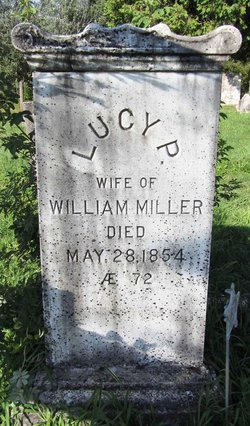 LUCY P.
WIFE OF
WILLIAM MILLER
DIED
MAY. 28, 1854
Æ 72